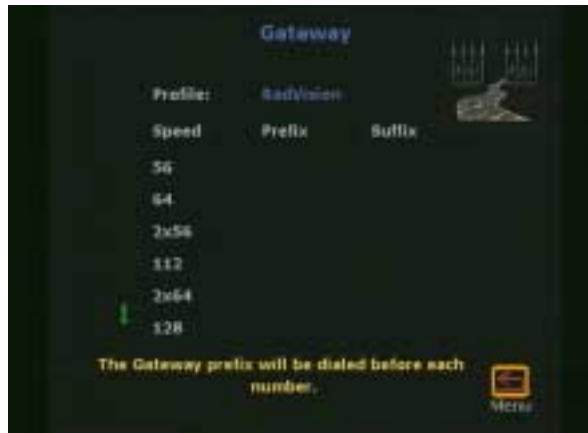 Gateway
Profile: RadVision
Speed Prefix Suffix
56
64
2x56
112
2x64
128
The Gateway prefix will be dialed before each
number.
Menu